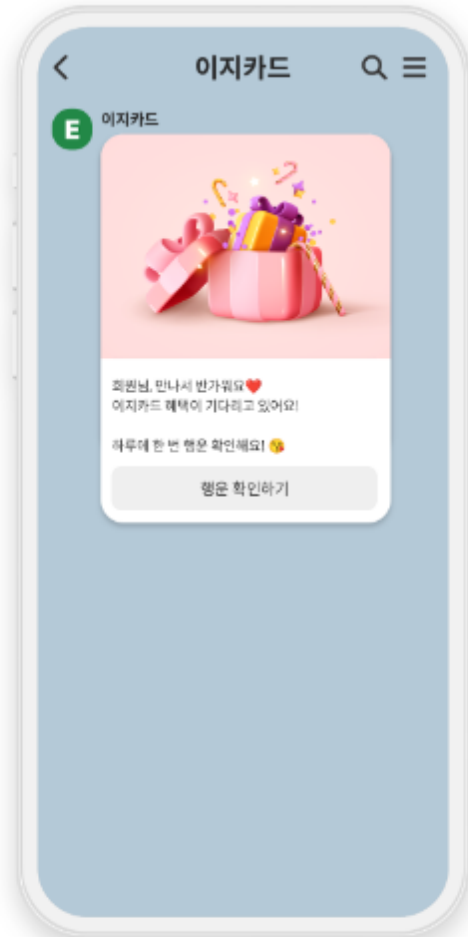 이지카드
E
이지카드
회원님, 만나서 반가워요❤️
이지카드 혜택이 기다리고 있어요!
하루에 한 번 행운 확인해요! 😘
행운 확인하기